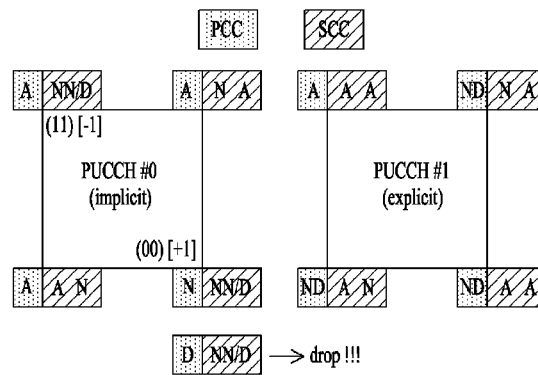 PCC SCC
A NN/D A N A A A A ND N A
(11) [-1]
PUCCH #0 PUCCH #1
(implicit) (explicit)
(00) [+1]
A A N N NN/D ND A N ND A A
D NN/D drop !!!